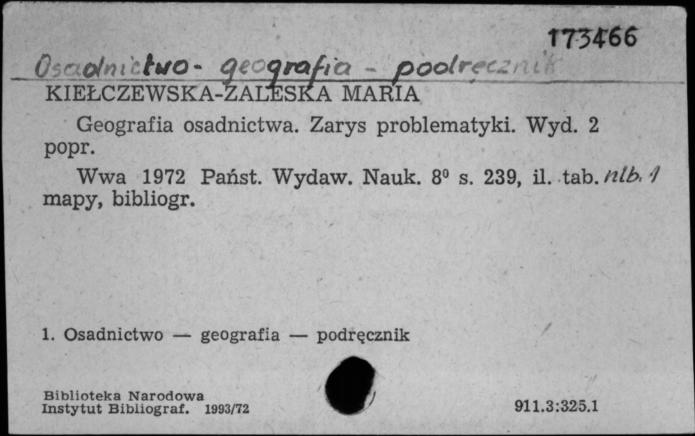 173466
Osadnictwo - geografia - podręcznik
KIEŁCZEWSKA-ZALESKA MARIA
Geografia osadnictwa. Zarys problematyki. Wyd. 2
popr.
Wwa 1972 Państ. Wydaw. Nauk. 8⁰ s. 239, il. tab. nlb. 1
mapy, bibliogr.
1. Osadnictwo — geografia — podręcznik
Biblioteka Narodowa
Instytut Bibliograf. 1993/72
911.3:325.1